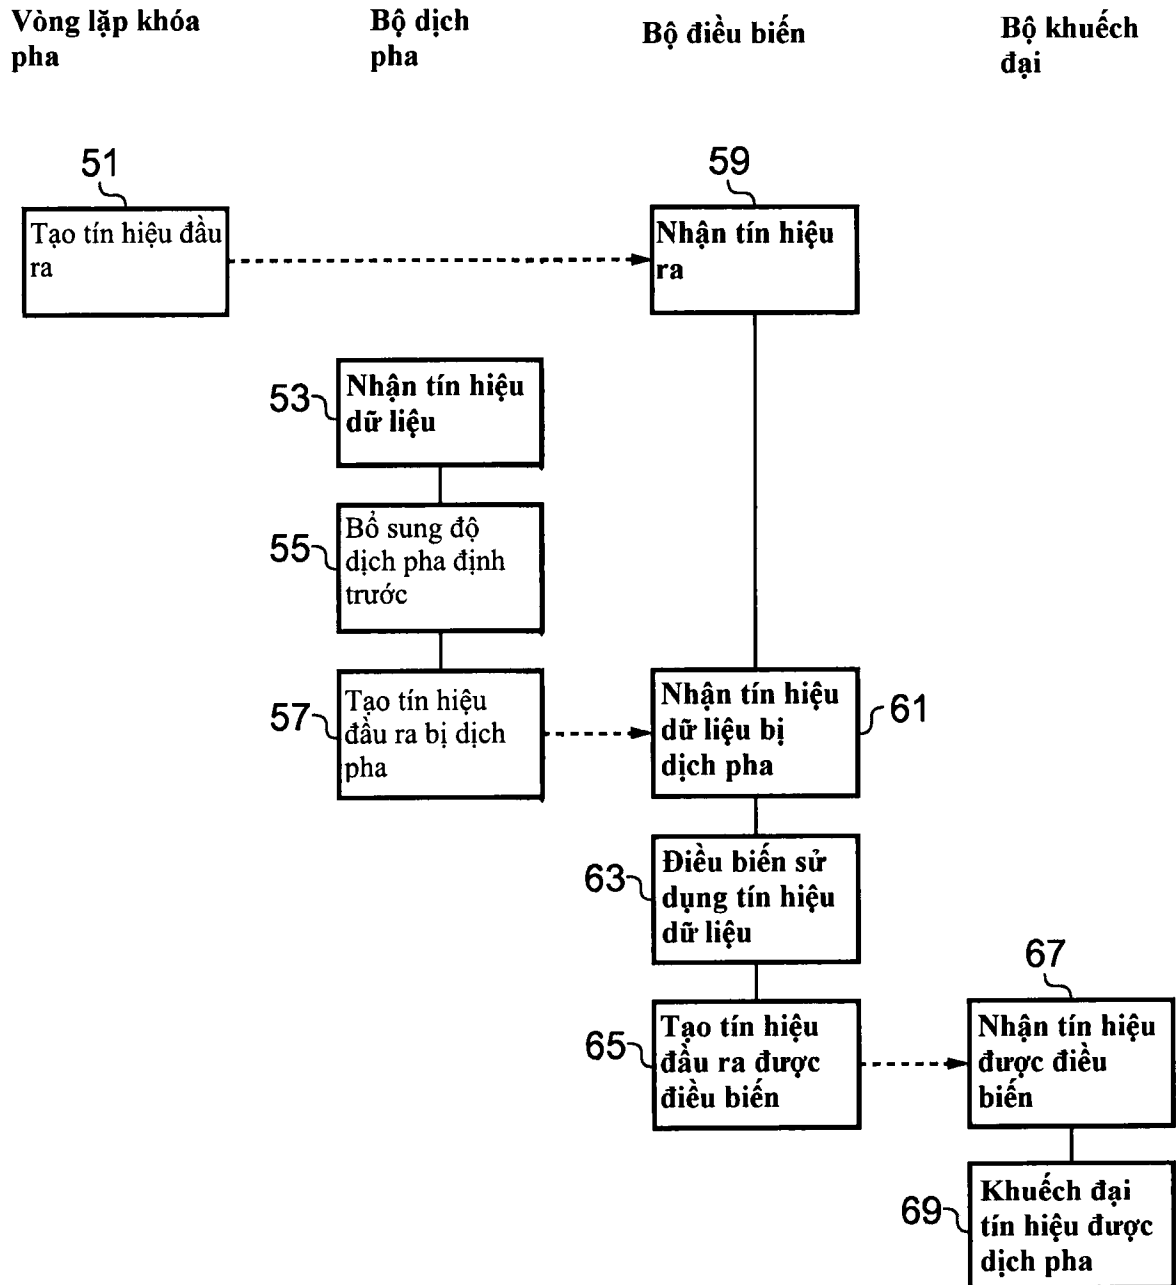 Vòng lặp khóa
pha
Bộ dịch
pha
Bộ điều biến
Bộ khuếch
đại
51
Tạo tín hiệu đầu
ra
59
Nhận tín hiệu
ra
53
Nhận tín hiệu
dữ liệu
55
Bổ sung độ
dịch pha định
trước
57
Tạo tín hiệu
đầu ra bị dịch
pha
61
Nhận tín hiệu
dữ liệu bị
dịch pha
63
Điều biến sử
dụng tín hiệu
dữ liệu
65
Tạo tín hiệu
đầu ra được
điều biến
67
Nhận tín hiệu
được điều
biến
69
Khuếch đại
tín hiệu được
dịch pha